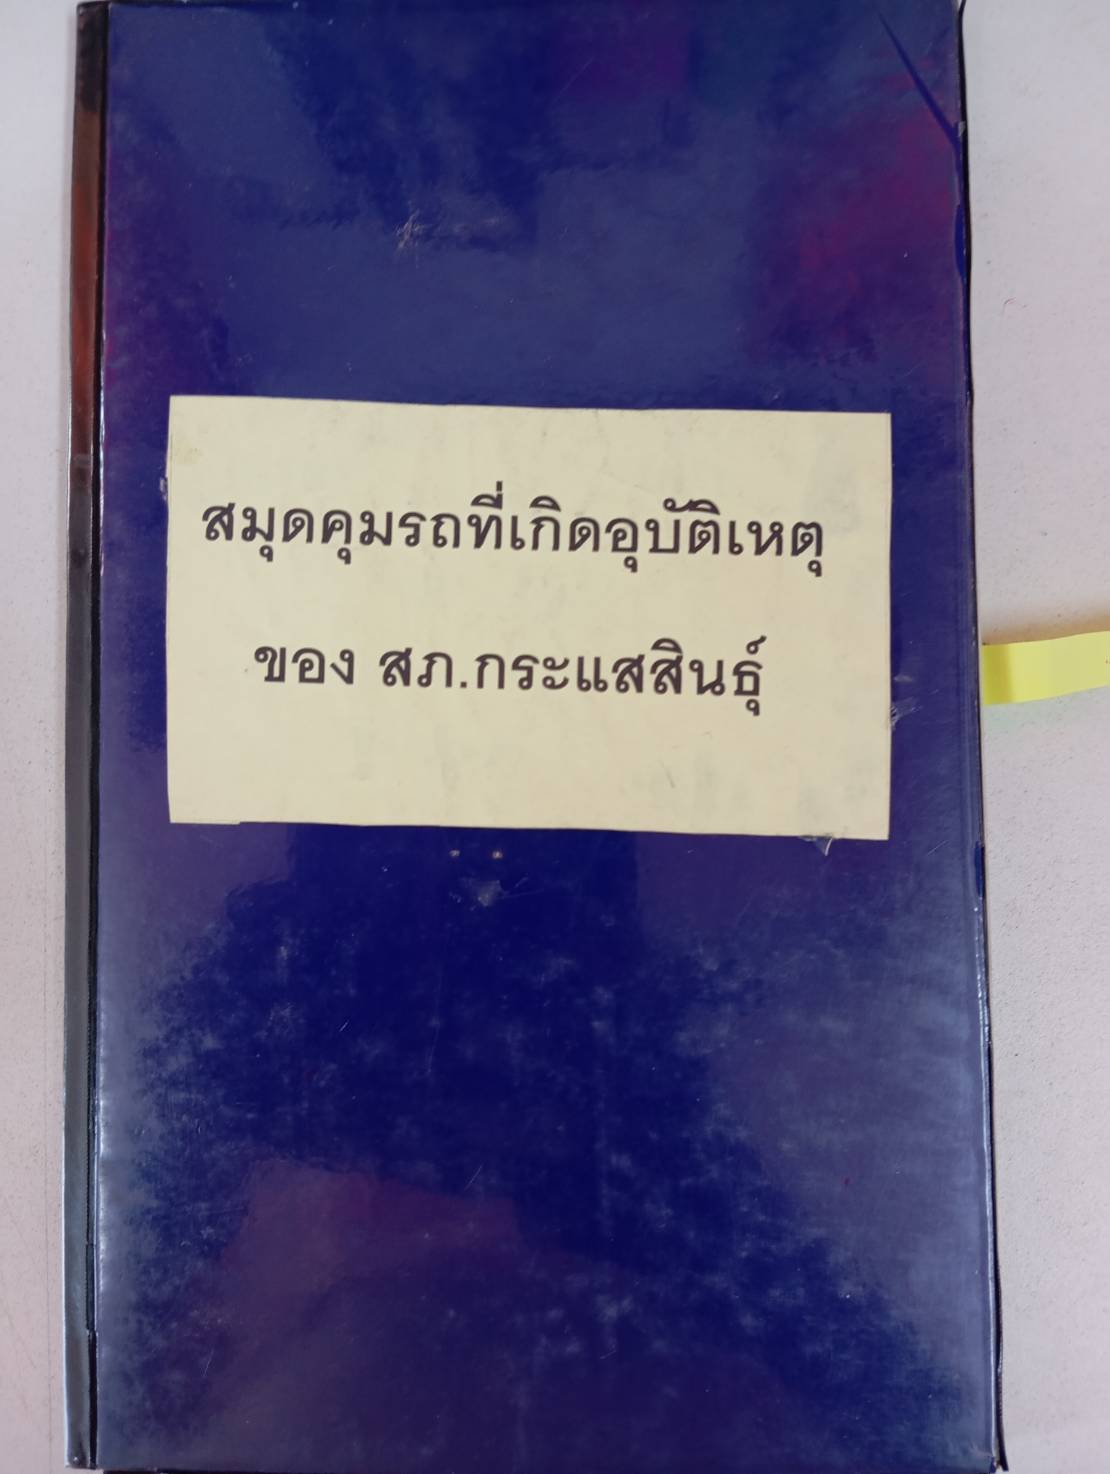 สมุดคุมรถที่เกิดอุบัติเหตุ
ของ สภ.กระแสสินธุ์